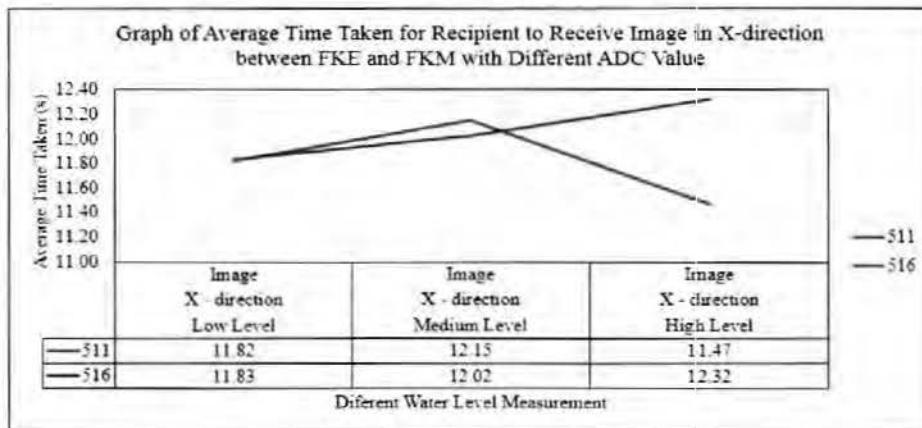 Graph of Average Time Taken for Recipient to Receive Image in X-direction
between FKE and FKM with Different ADC Value
Average Time Taken (s)
12.40
12.20
12.00
11.80
11.60
11.40
11.20
11.00
511
516
Image Image Image
X - direction X - direction X - direction
Low Level Medium Level High Level
511 11.82 12.15 11.47
516 11.83 12.02 12.32
Diferent Water Level Measurement